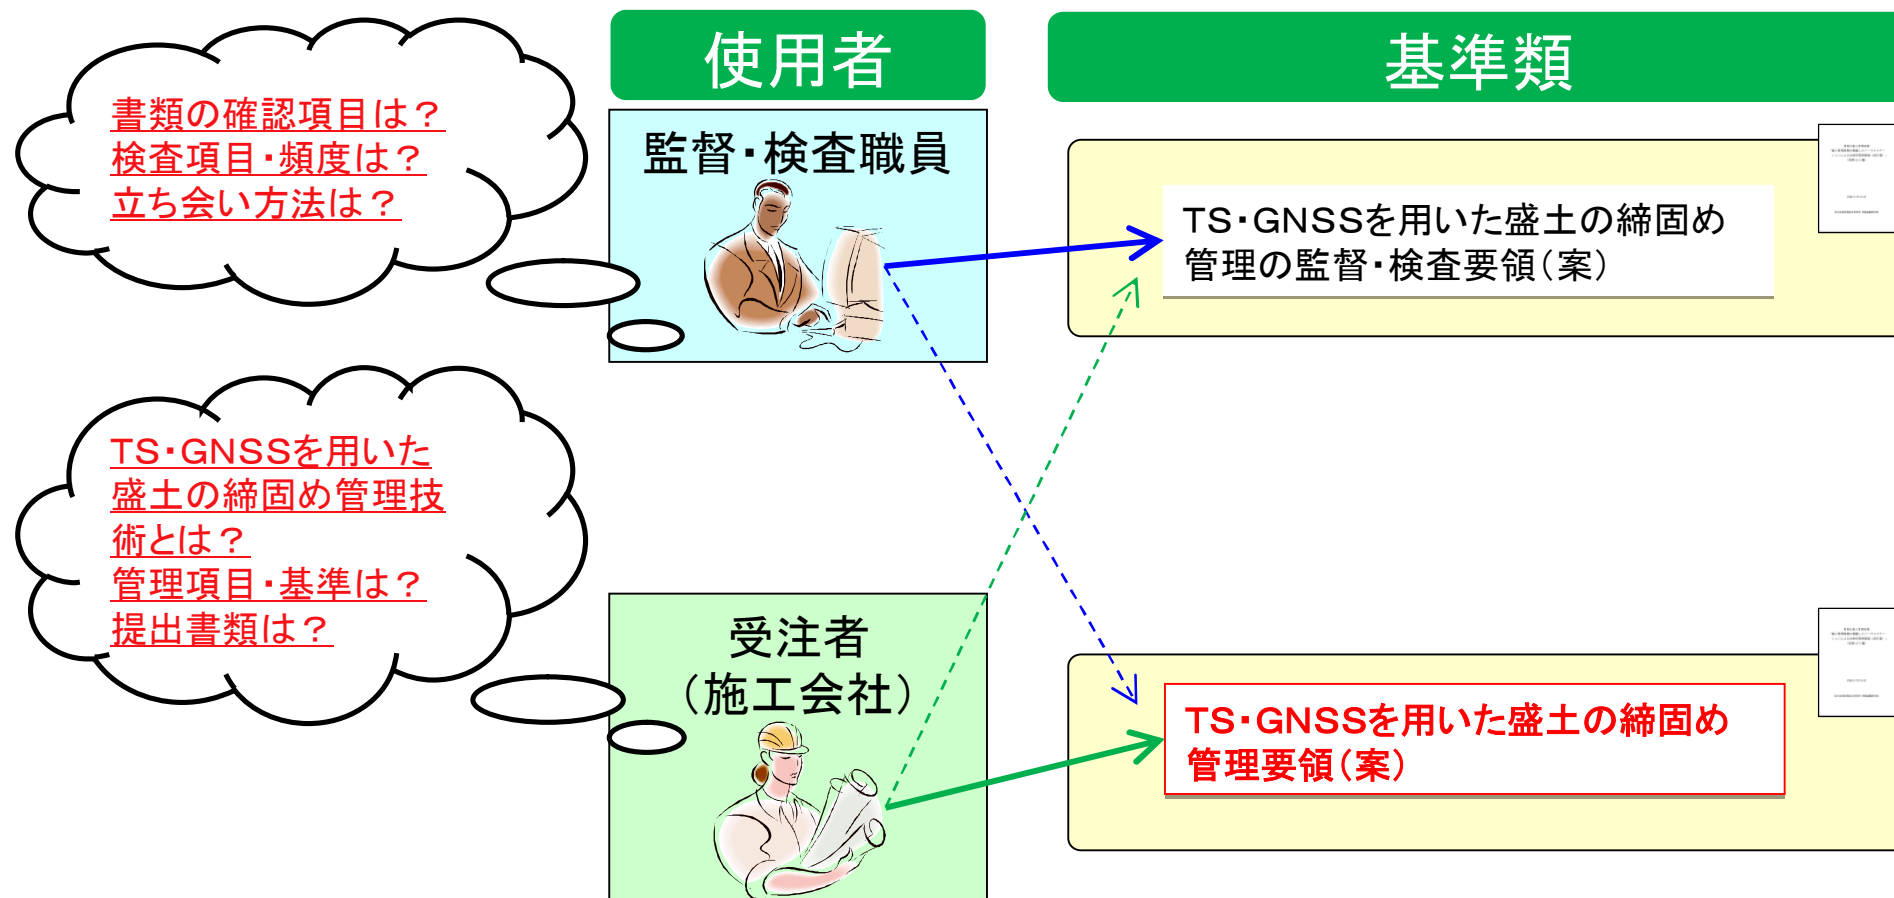 使用者
基準類
書類の確認項目は？
検査項目・頻度は？
立ち会い方法は？
監督・検査職員
TS・GNSSを用いた盛土の締固め
管理の監督・検査要領（案）
TS・GNSSを用いた
盛土の締固め管理技
術とは？
管理項目・基準は？
提出書類は？
受注者
（施工会社）
TS・GNSSを用いた盛土の締固め
管理要領（案）